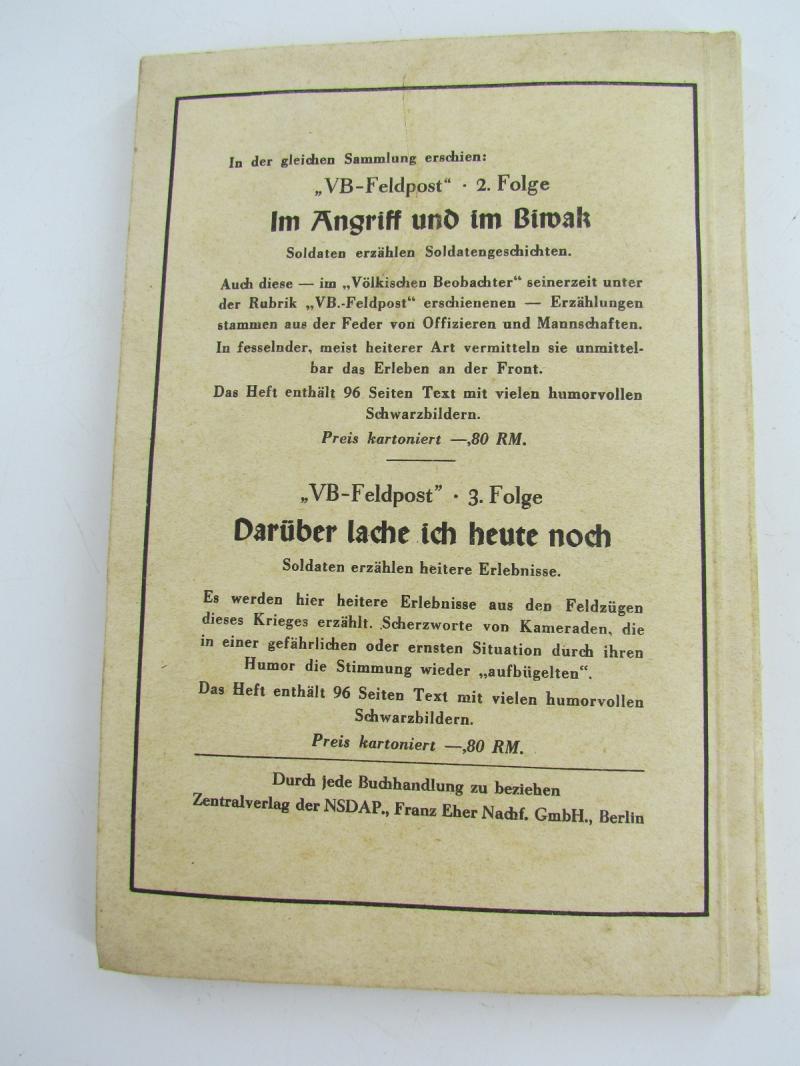 In der gleichen Sammlung erschien:
„VB-Feldpost“ · 2. Folge
Im Angriff und im Biwak
Soldaten erzählen Soldatengeschichten.
Auch diese — im „Völkischen Beobachter“ seinerzeit unter
der Rubrik „VB.-Feldpost“ erschienenen — Erzählungen
stammen aus der Feder von Offizieren und Mannschaften.
In fesselnder, meist heiterer Art vermitteln sie unmittel-
bar das Erleben an der Front.
Das Heft enthält 96 Seiten Text mit vielen humorvollen
Schwarzbildern.
Preis kartoniert —,80 RM.
„VB-Feldpost” · 3. Folge
Darüber lache ich heute noch
Soldaten erzählen heitere Erlebnisse.
Es werden hier heitere Erlebnisse aus den Feldzügen
dieses Krieges erzählt. Scherzworte von Kameraden, die
in einer gefährlichen oder ernsten Situation durch ihren
Humor die Stimmung wieder „aufbügelten“.
Das Heft enthält 96 Seiten Text mit vielen humorvollen
Schwarzbildern.
Preis kartoniert —,80 RM.
Durch jede Buchhandlung zu beziehen
Zentralverlag der NSDAP., Franz Eher Nachf. GmbH., Berlin